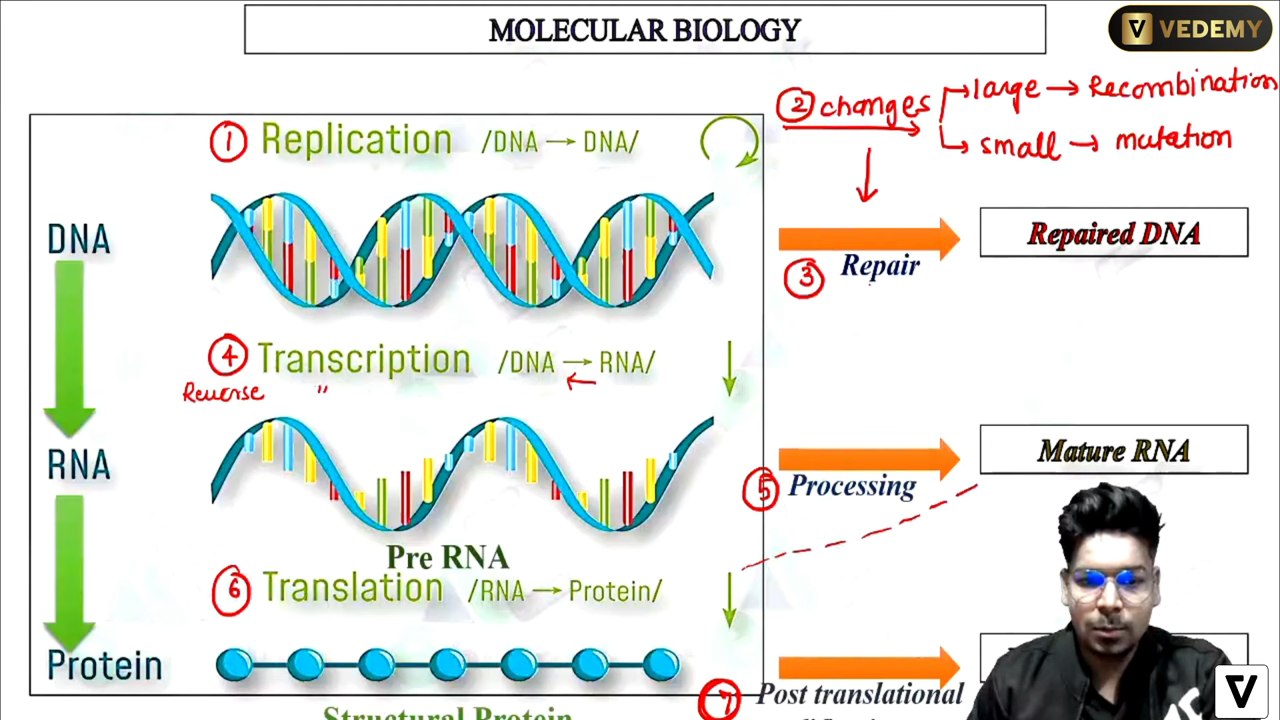 MOLECULAR BIOLOGY
VEDEMY
② changes
large → Recombination
small → mutation
① Replication /DNA → DNA/
DNA
Repaired DNA
③ Repair
④ Transcription /DNA → RNA/
←
Reverse "
RNA
Mature RNA
⑤ Processing
Pre RNA
⑥ Translation /RNA → Protein/
Protein
⑦ Post translational
Structural Protein